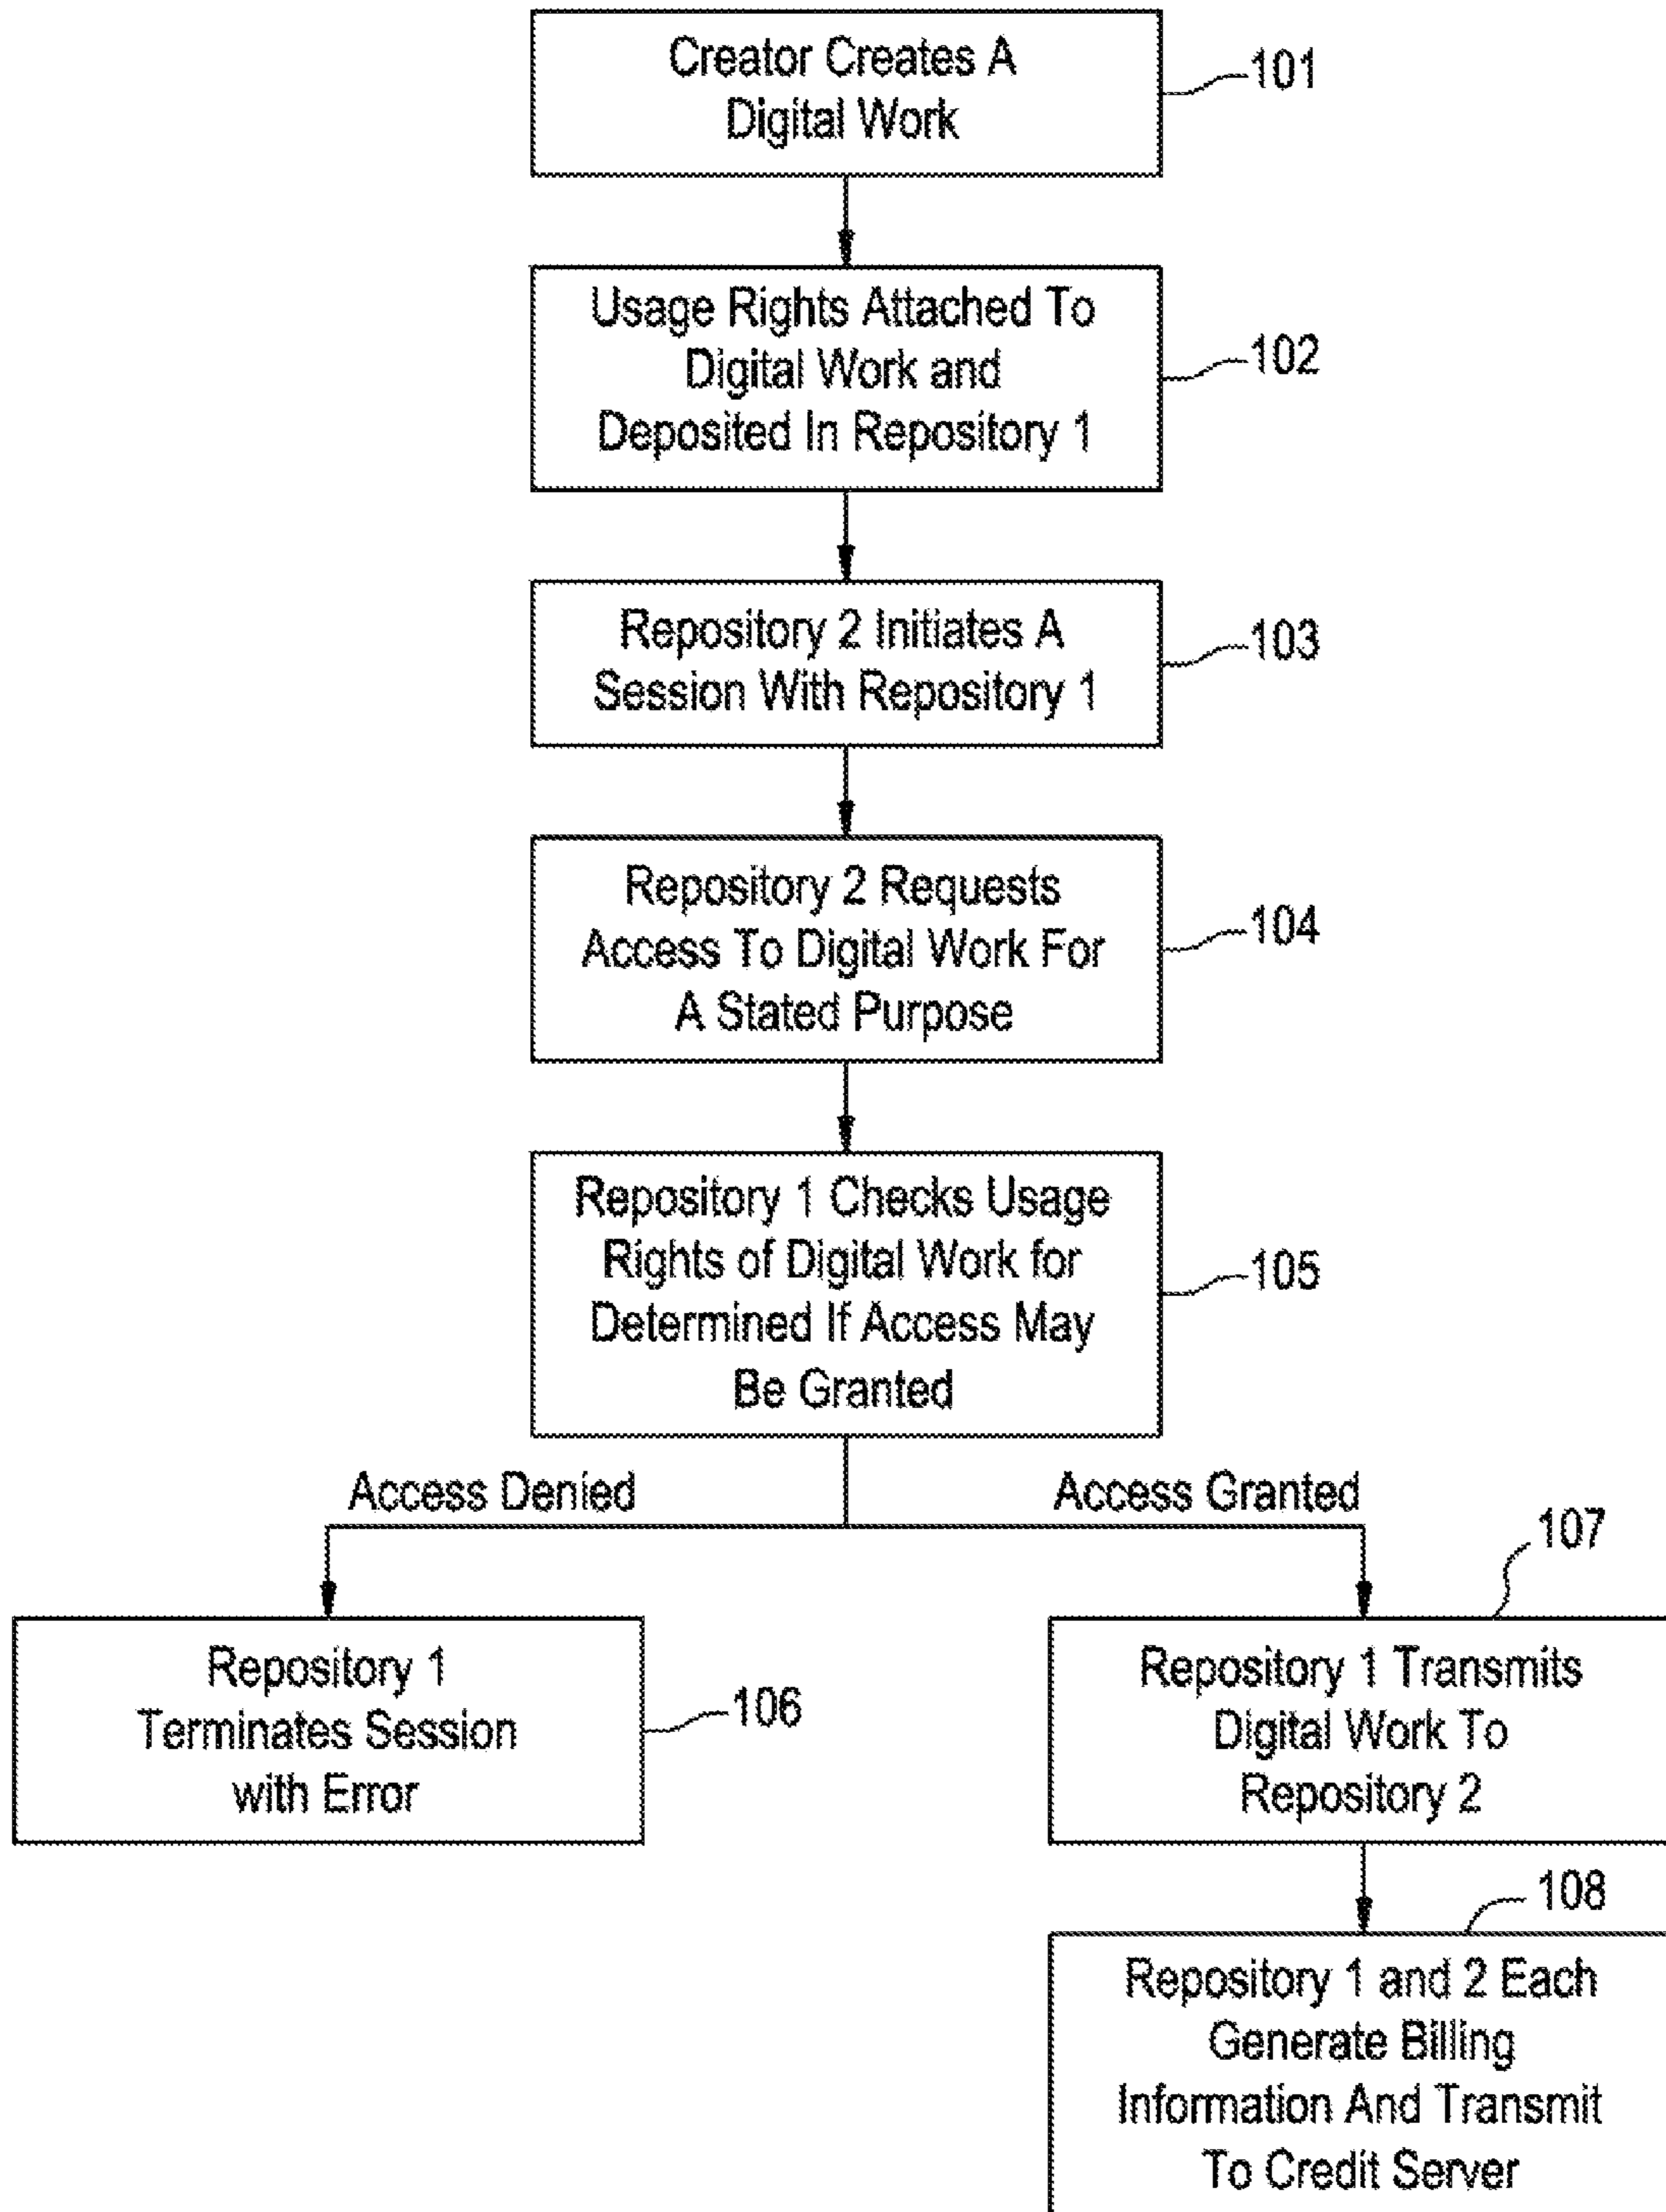 Creator Creates A
Digital Work
101
Usage Rights Attached To
Digital Work and
Deposited In Repository 1
102
Repository 2 Initiates A
Session With Repository 1
103
Repository 2 Requests
Access To Digital Work For
A Stated Purpose
104
Repository 1 Checks Usage
Rights of Digital Work for
Determined If Access May
Be Granted
105
Access Denied
Access Granted
Repository 1
Terminates Session
with Error
106
107
Repository 1 Transmits
Digital Work To
Repository 2
108
Repository 1 and 2 Each
Generate Billing
Information And Transmit
To Credit Server